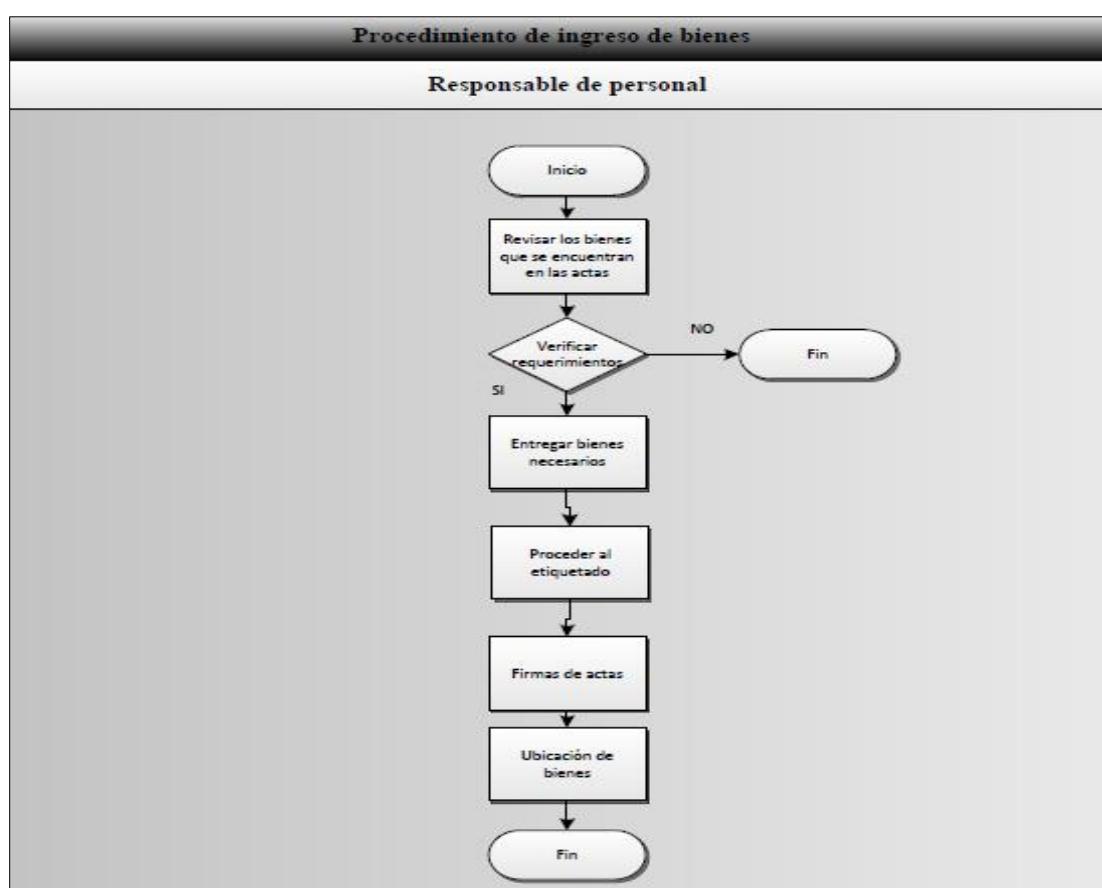 Procedimiento de ingreso de bienes
Responsable de personal
Inicio
Revisar los bienes
que se encuentran
en las actas
Verificar
requerimientos
NO
Fin
SI
Entregar bienes
necesarios
Proceder al
etiquetado
Firmas de actas
Ubicación de
bienes
Fin